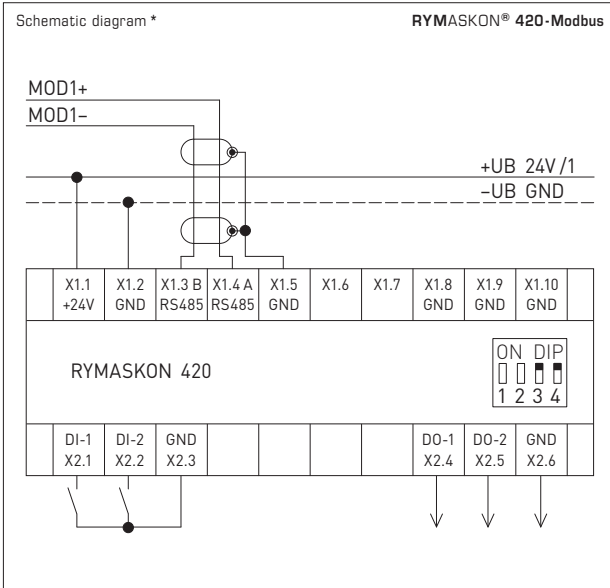 Schematic diagram * RYMASKON® 420-Modbus
MOD1+
MOD1–
+UB 24V/1
–UB GND
X1.1 X1.2 X1.3 B X1.4 A X1.5 X1.6 X1.7 X1.8 X1.9 X1.10
+24V GND RS485 RS485 GND GND GND GND
ON DIP
RYMASKON 420
1 2 3 4
DI-1 DI-2 GND DO-1 DO-2 GND
X2.1 X2.2 X2.3 X2.4 X2.5 X2.6